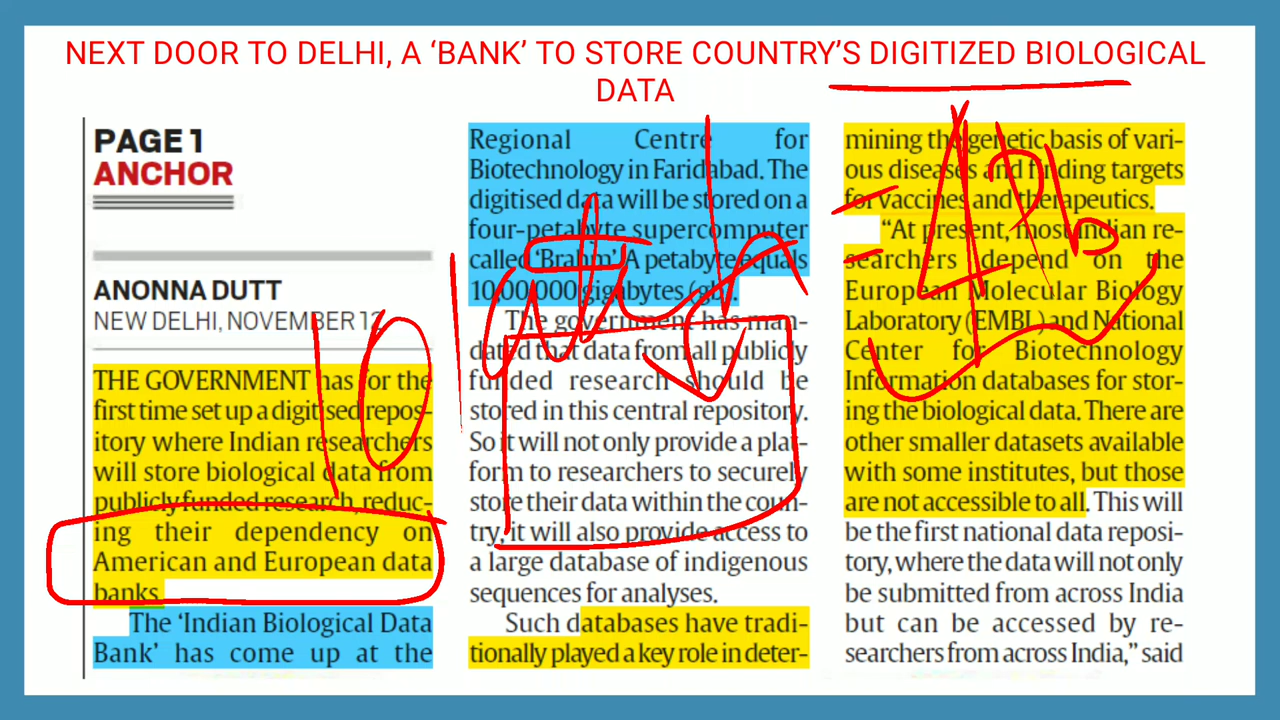 NEXT DOOR TO DELHI, A ‘BANK’ TO STORE COUNTRY’S DIGITIZED BIOLOGICAL
DATA
PAGE 1
ANCHOR
ANONNA DUTT
NEW DELHI, NOVEMBER 12
THE GOVERNMENT has for the
first time set up a digitised repos-
itory where Indian researchers
will store biological data from
publicly funded research, reduc-
ing their dependency on
American and European data
banks.
The ‘Indian Biological Data
Bank’ has come up at the
Regional Centre for
Biotechnology in Faridabad. The
digitised data will be stored on a
four-petabyte supercomputer
called ‘Brahm’. A petabyte equals
10,00,000 gigabytes (gb).
The government has man-
dated that data from all publicly
funded research should be
stored in this central repository.
So it will not only provide a plat-
form to researchers to securely
store their data within the coun-
try, it will also provide access to
a large database of indigenous
sequences for analyses.
Such databases have tradi-
tionally played a key role in deter-
mining the genetic basis of vari-
ous diseases and finding targets
for vaccines and therapeutics.
“At present, most Indian re-
searchers depend on the
European Molecular Biology
Laboratory (EMBL) and National
Center for Biotechnology
Information databases for stor-
ing the biological data. There are
other smaller datasets available
with some institutes, but those
are not accessible to all. This will
be the first national data reposi-
tory, where the data will not only
be submitted from across India
but can be accessed by re-
searchers from across India,” said